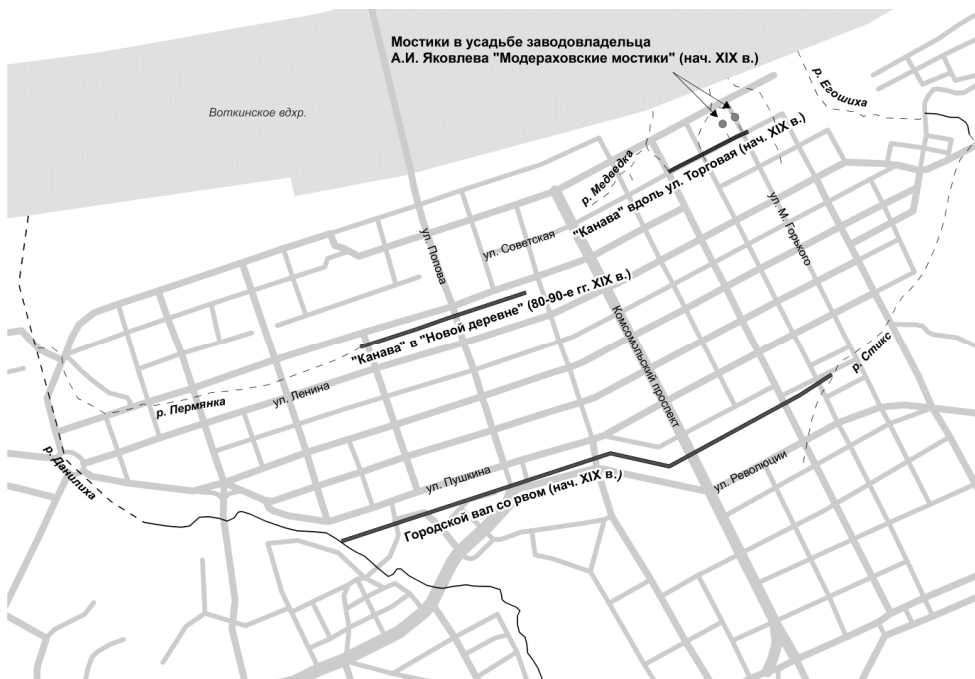 Мостики в усадьбе заводовладельца
А.И. Яковлева "Модераховские мостики" (нач. XIX в.)
р. Егошиха
Воткинское вдхр.
р. Медведка
"Канава" вдоль ул. Торговая (нач. XIX в.)
ул. М. Горького
ул. Советская
ул. Попова
"Канава" в "Новой деревне" (80-90-е гг. XIX в.)
Комсомольский проспект
р. Стикс
ул. Ленина
р. Пермянка
р. Данилиха
ул. Пушкина
ул. Революции
Городской вал со рвом (нач. XIX в.)